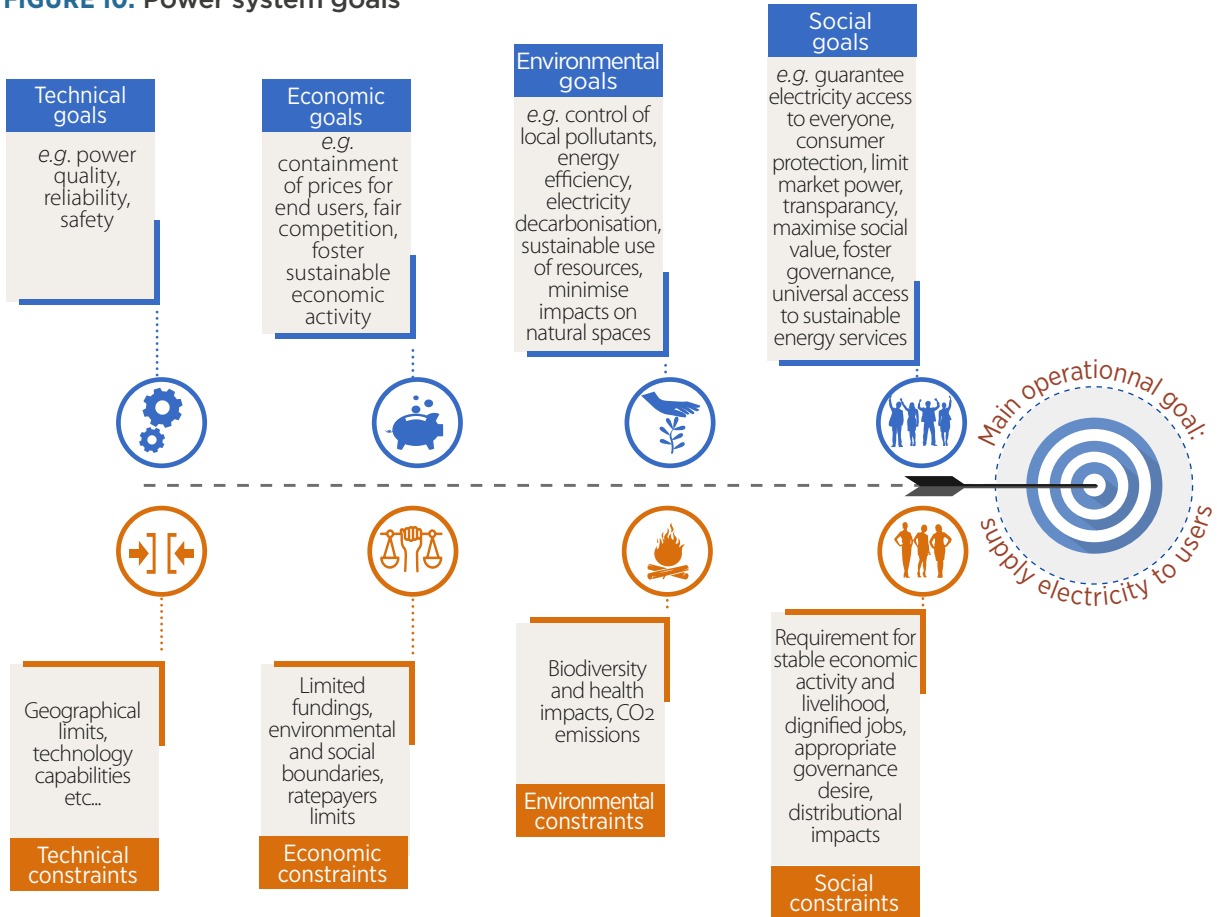 FIGURE 10. Power system goals
Technical
goals
e.g. power
quality,
reliability,
safety
Economic
goals
e.g.
containment
of prices for
end users, fair
competition,
foster
sustainable
economic
activity
Environmental
goals
e.g. control of
local pollutants,
energy
efficiency,
electricity
decarbonisation,
sustainable use
of resources,
minimise
impacts on
natural spaces
Social
goals
e.g. guarantee
electricity access
to everyone,
consumer
protection, limit
market power,
transparancy,
maximise social
value, foster
governance,
universal access
to sustainable
energy services
Main operationnal goal:
supply electricity to users
Geographical
limits,
technology
capabilities
etc...
Technical
constraints
Limited
fundings,
environmental
and social
boundaries,
ratepayers
limits
Economic
constraints
Biodiversity
and health
impacts, CO2
emissions
Environmental
constraints
Requirement for
stable economic
activity and
livelihood,
dignified jobs,
appropriate
governance
desire,
distributional
impacts
Social
constraints